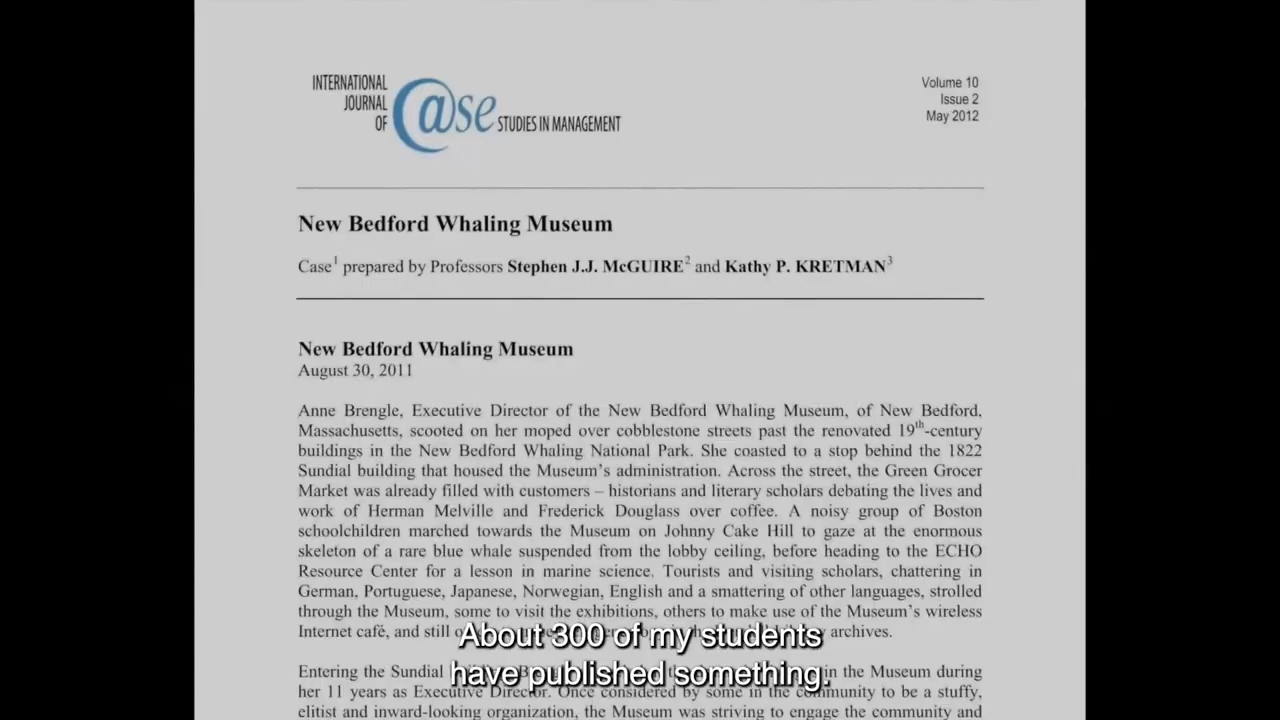 INTERNATIONAL
JOURNAL
OF
C@se STUDIES IN MANAGEMENT
Volume 10
Issue 2
May 2012
New Bedford Whaling Museum
Case1 prepared by Professors Stephen J.J. McGUIRE2 and Kathy P. KRETMAN3
New Bedford Whaling Museum
August 30, 2011
Anne Brengle, Executive Director of the New Bedford Whaling Museum, of New Bedford,
Massachusetts, scooted on her moped over cobblestone streets past the renovated 19th-century
buildings in the New Bedford Whaling National Park. She coasted to a stop behind the 1822
Sundial building that housed the Museum's administration. Across the street, the Green Grocer
Market was already filled with customers – historians and literary scholars debating the lives and
work of Herman Melville and Frederick Douglass over coffee. A noisy group of Boston
schoolchildren marched towards the Museum on Johnny Cake Hill to gaze at the enormous
skeleton of a rare blue whale suspended from the lobby ceiling, before heading to the ECHO
Resource Center for a lesson in marine science. Tourists and visiting scholars, chattering in
German, Portuguese, Japanese, Norwegian, English and a smattering of other languages, strolled
through the Museum, some to visit the exhibitions, others to make use of the Museum's wireless
Internet café, and still archives.
About 300 of my students
have published something.
Entering the Sundial in the Museum during
her 11 years as Executive Director. Once considered by some in the community to be a stuffy,
elitist and inward-looking organization, the Museum was striving to engage the community and